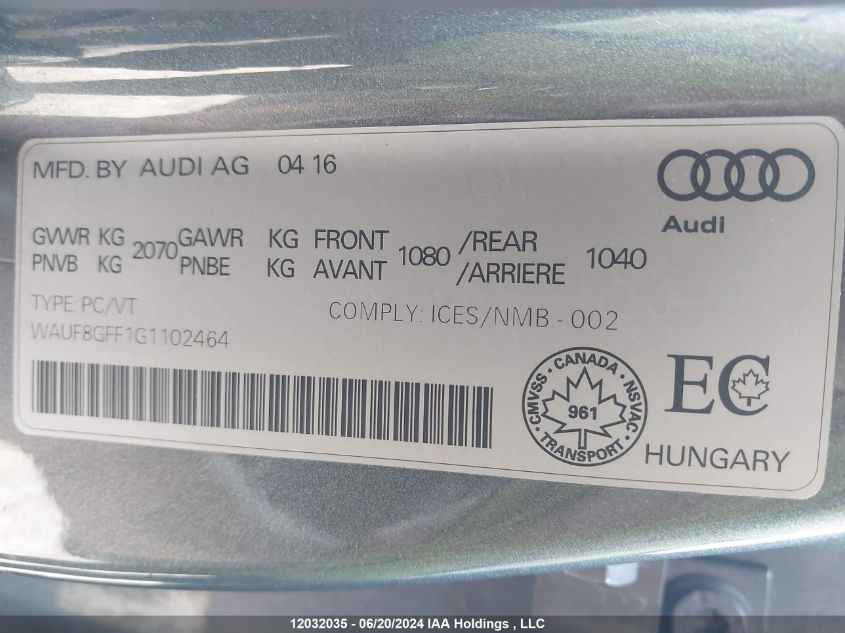 MFD. BY AUDI AG 04 16
Audi
GVWR KG 2070 GAWR KG FRONT 1080 /REAR 1040
PNVB KG PNBE KG AVANT /ARRIERE
TYPE: PC/VT COMPLY: ICES/NMB - 002
WAUF8GFF1G1102464
CMVSS · CANADA · NSVAC · TRANSPORT ·
961
EC
HUNGARY
12032035 - 06/20/2024 IAA Holdings , LLC